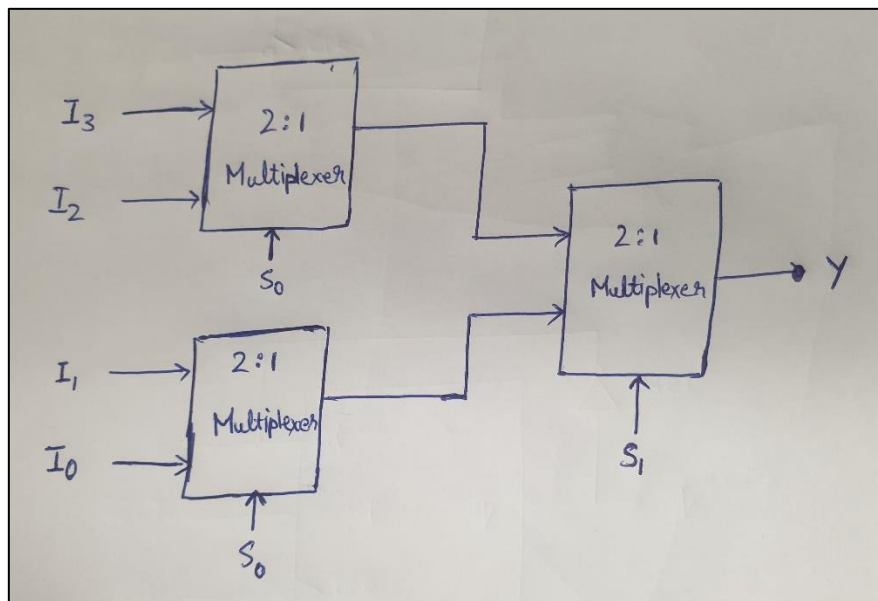 I₃
2:1
Multiplexer
I₂
S₀
2:1
Multiplexer
Y
I₁
2:1
Multiplexer
I₀
S₁
S₀